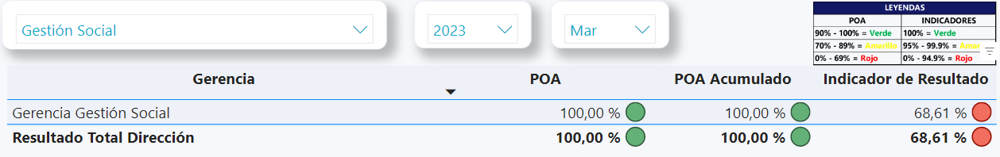 Gestión Social
2023
Mar
LEYENDAS
POA INDICADORES
90% - 100% = Verde 100% = Verde
70% - 89% = Amarillo 95% - 99.9% =
0% - 69% = Rojo 0% - 94.9% = Rojo
Gerencia POA POA Acumulado Indicador de Resultado
Gerencia Gestión Social 100,00 % 100,00 % 68,61 %
Resultado Total Dirección 100,00 % 100,00 % 68,61 %